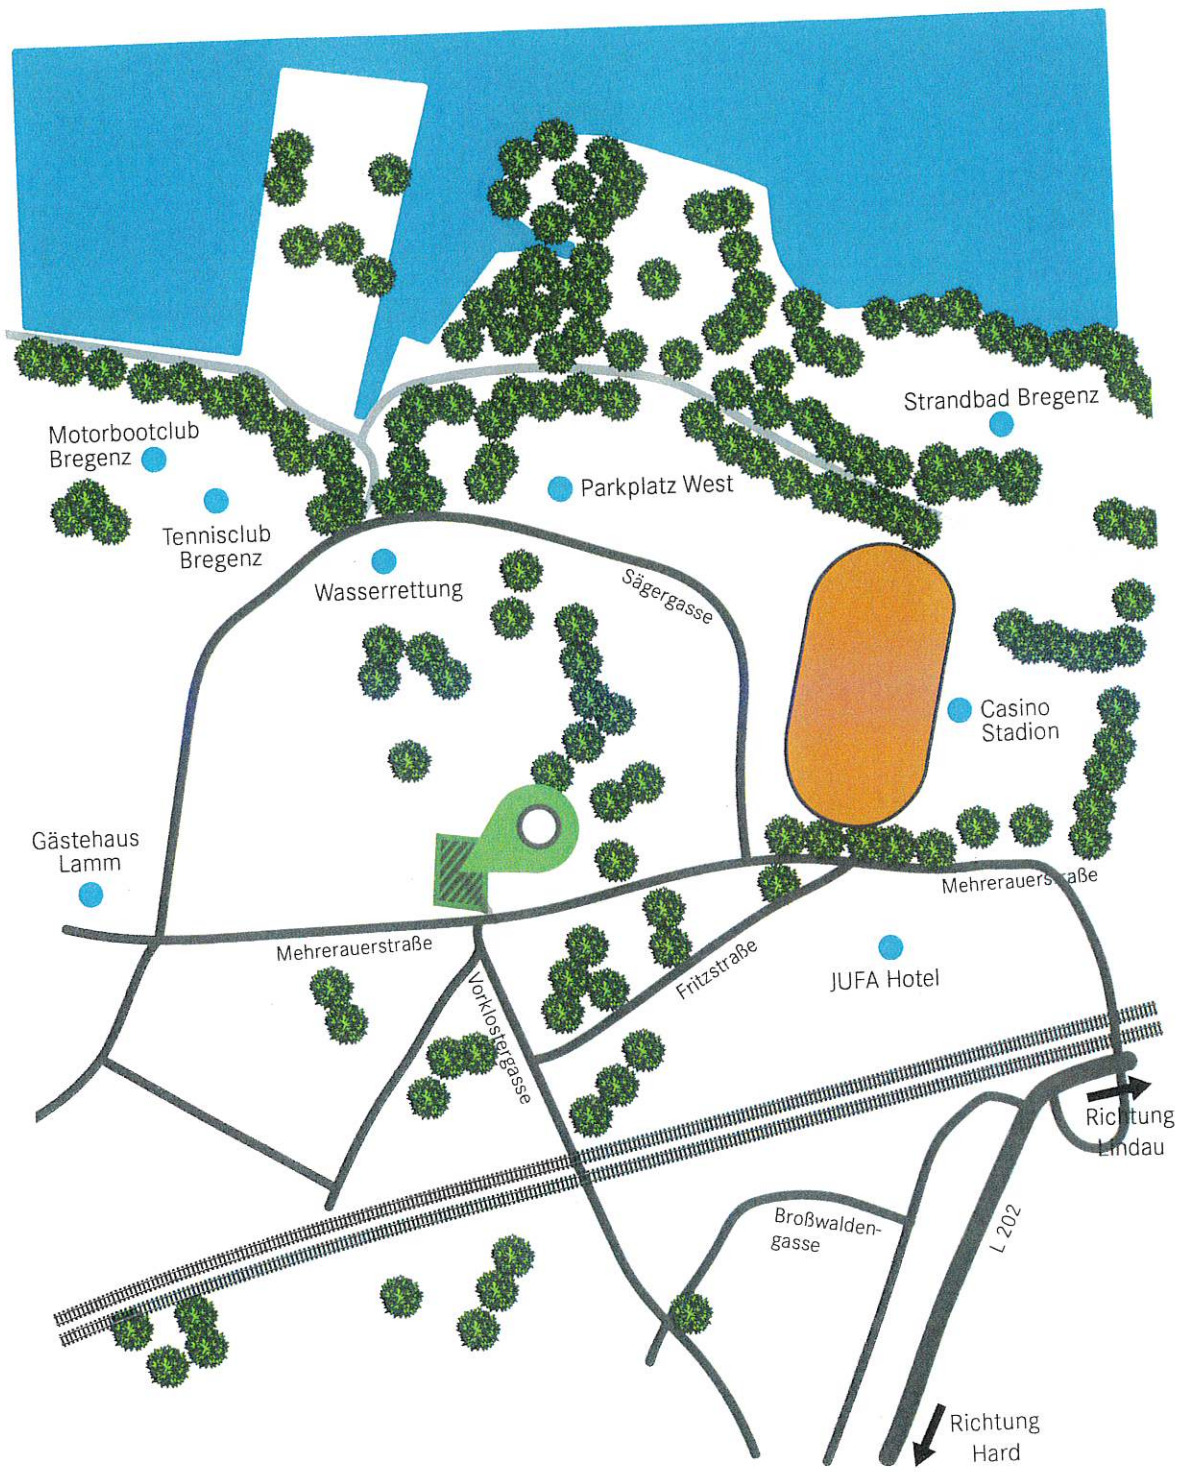 Strandbad Bregenz
Motorbootclub
Bregenz
Parkplatz West
Tennisclub
Bregenz
Wasserrettung
Sägergasse
Casino
Stadion
Gästehaus
Lamm
Mehrerauerstraße
Mehrerauerstraße
Fritzstraße
JUFA Hotel
Vorklostergasse
Richtung
Lindau
Broßwalden-
gasse
L 202
Richtung
Hard